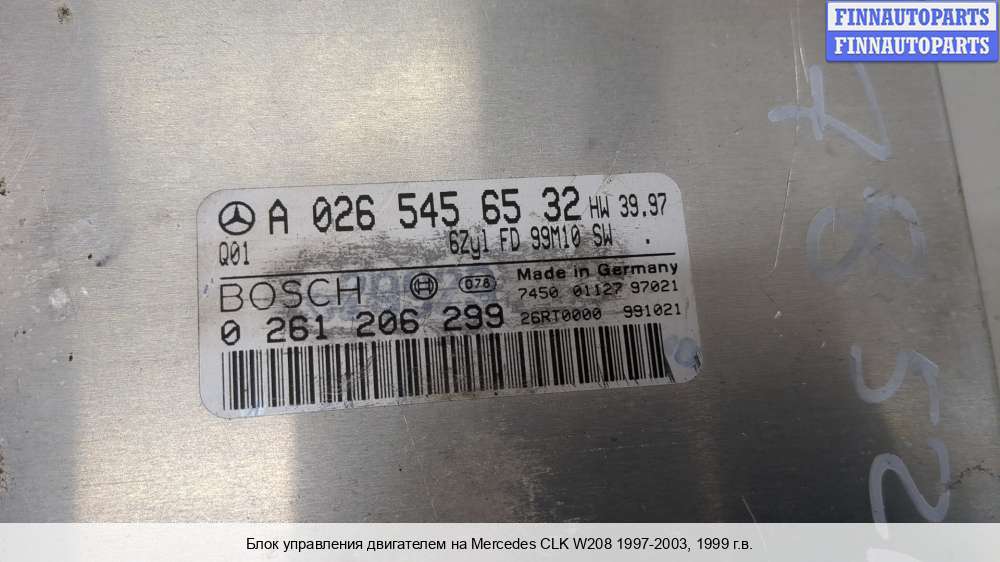 FINNAUTOPARTS
FINNAUTOPARTS
A 026 545 65 32 HW 39.97
Q01 6Zyl FD 99M10 SW .
BOSCH 078 Made in Germany
7450 01127 97021
0 261 206 299 26RT0000 991021
Блок управления двигателем на Mercedes CLK W208 1997-2003, 1999 г.в.